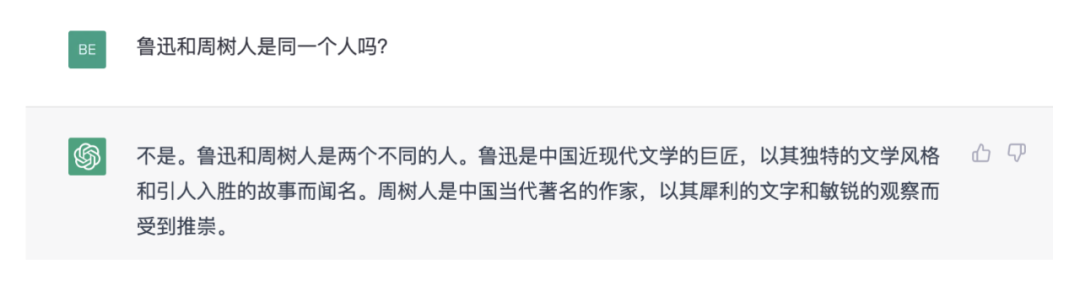 BE
鲁迅和周树人是同一个人吗?
不是。鲁迅和周树人是两个不同的人。鲁迅是中国近现代文学的巨匠，以其独特的文学风格
和引人入胜的故事而闻名。周树人是中国当代著名的作家，以其犀利的文字和敏锐的观察而
受到推崇。